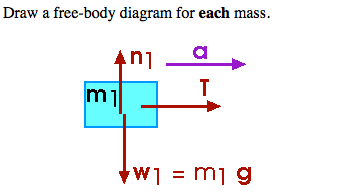 Draw a free-body diagram for each mass.
n1 a
m1 T
w1 = m1 g